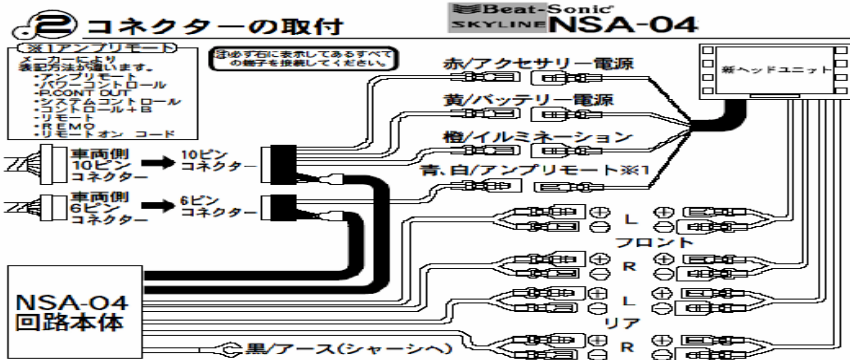 .2 コネクターの取付
Beat-Sonic
SKYLINE NSA-04
※1アンプリモート
メーカーにより
表記方法が違います。
・アンプリモート
・パワーコントロール
・P.CONT OUT
・システムコントロール
・コントロール+B
・リモート
・REMO
・リモートオン コード
注 必ず右に表示してあるすべて
の端子を接続してください。
赤/アクセサリー電源
黄/バッテリー電源
橙/イルミネーション
青、白/アンプリモート※1
新ヘッドユニット
車両側
10ピン
コネクター
10ピン
コネクター
車両側
6ピン
コネクター
6ピン
コネクター
+ L +
- -
フロント
+ R +
- -
+ L +
- -
リア
+ R +
- -
NSA-04
回路本体
黒/アース(シャーシへ)